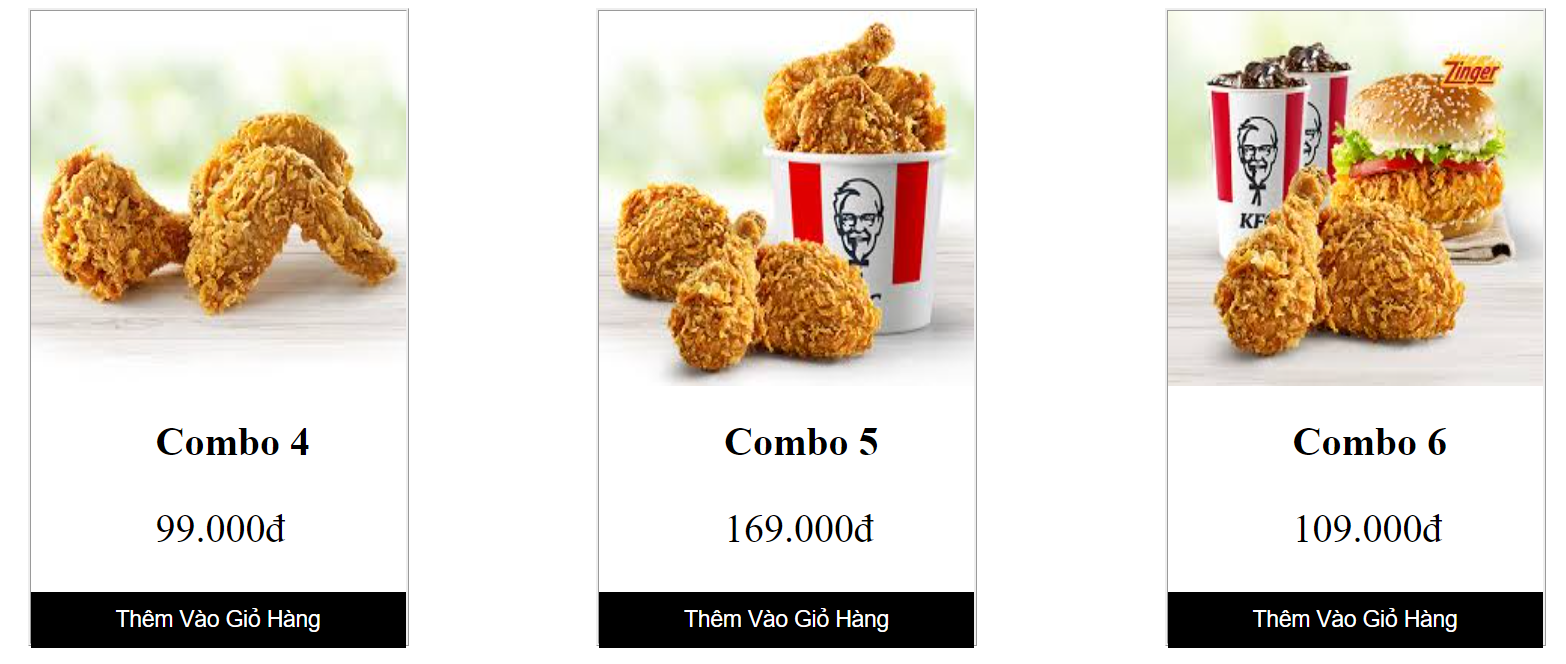 Zinger
KFC
Combo 4
Combo 5
Combo 6
99.000đ
169.000đ
109.000đ
Thêm Vào Giỏ Hàng
Thêm Vào Giỏ Hàng
Thêm Vào Giỏ Hàng